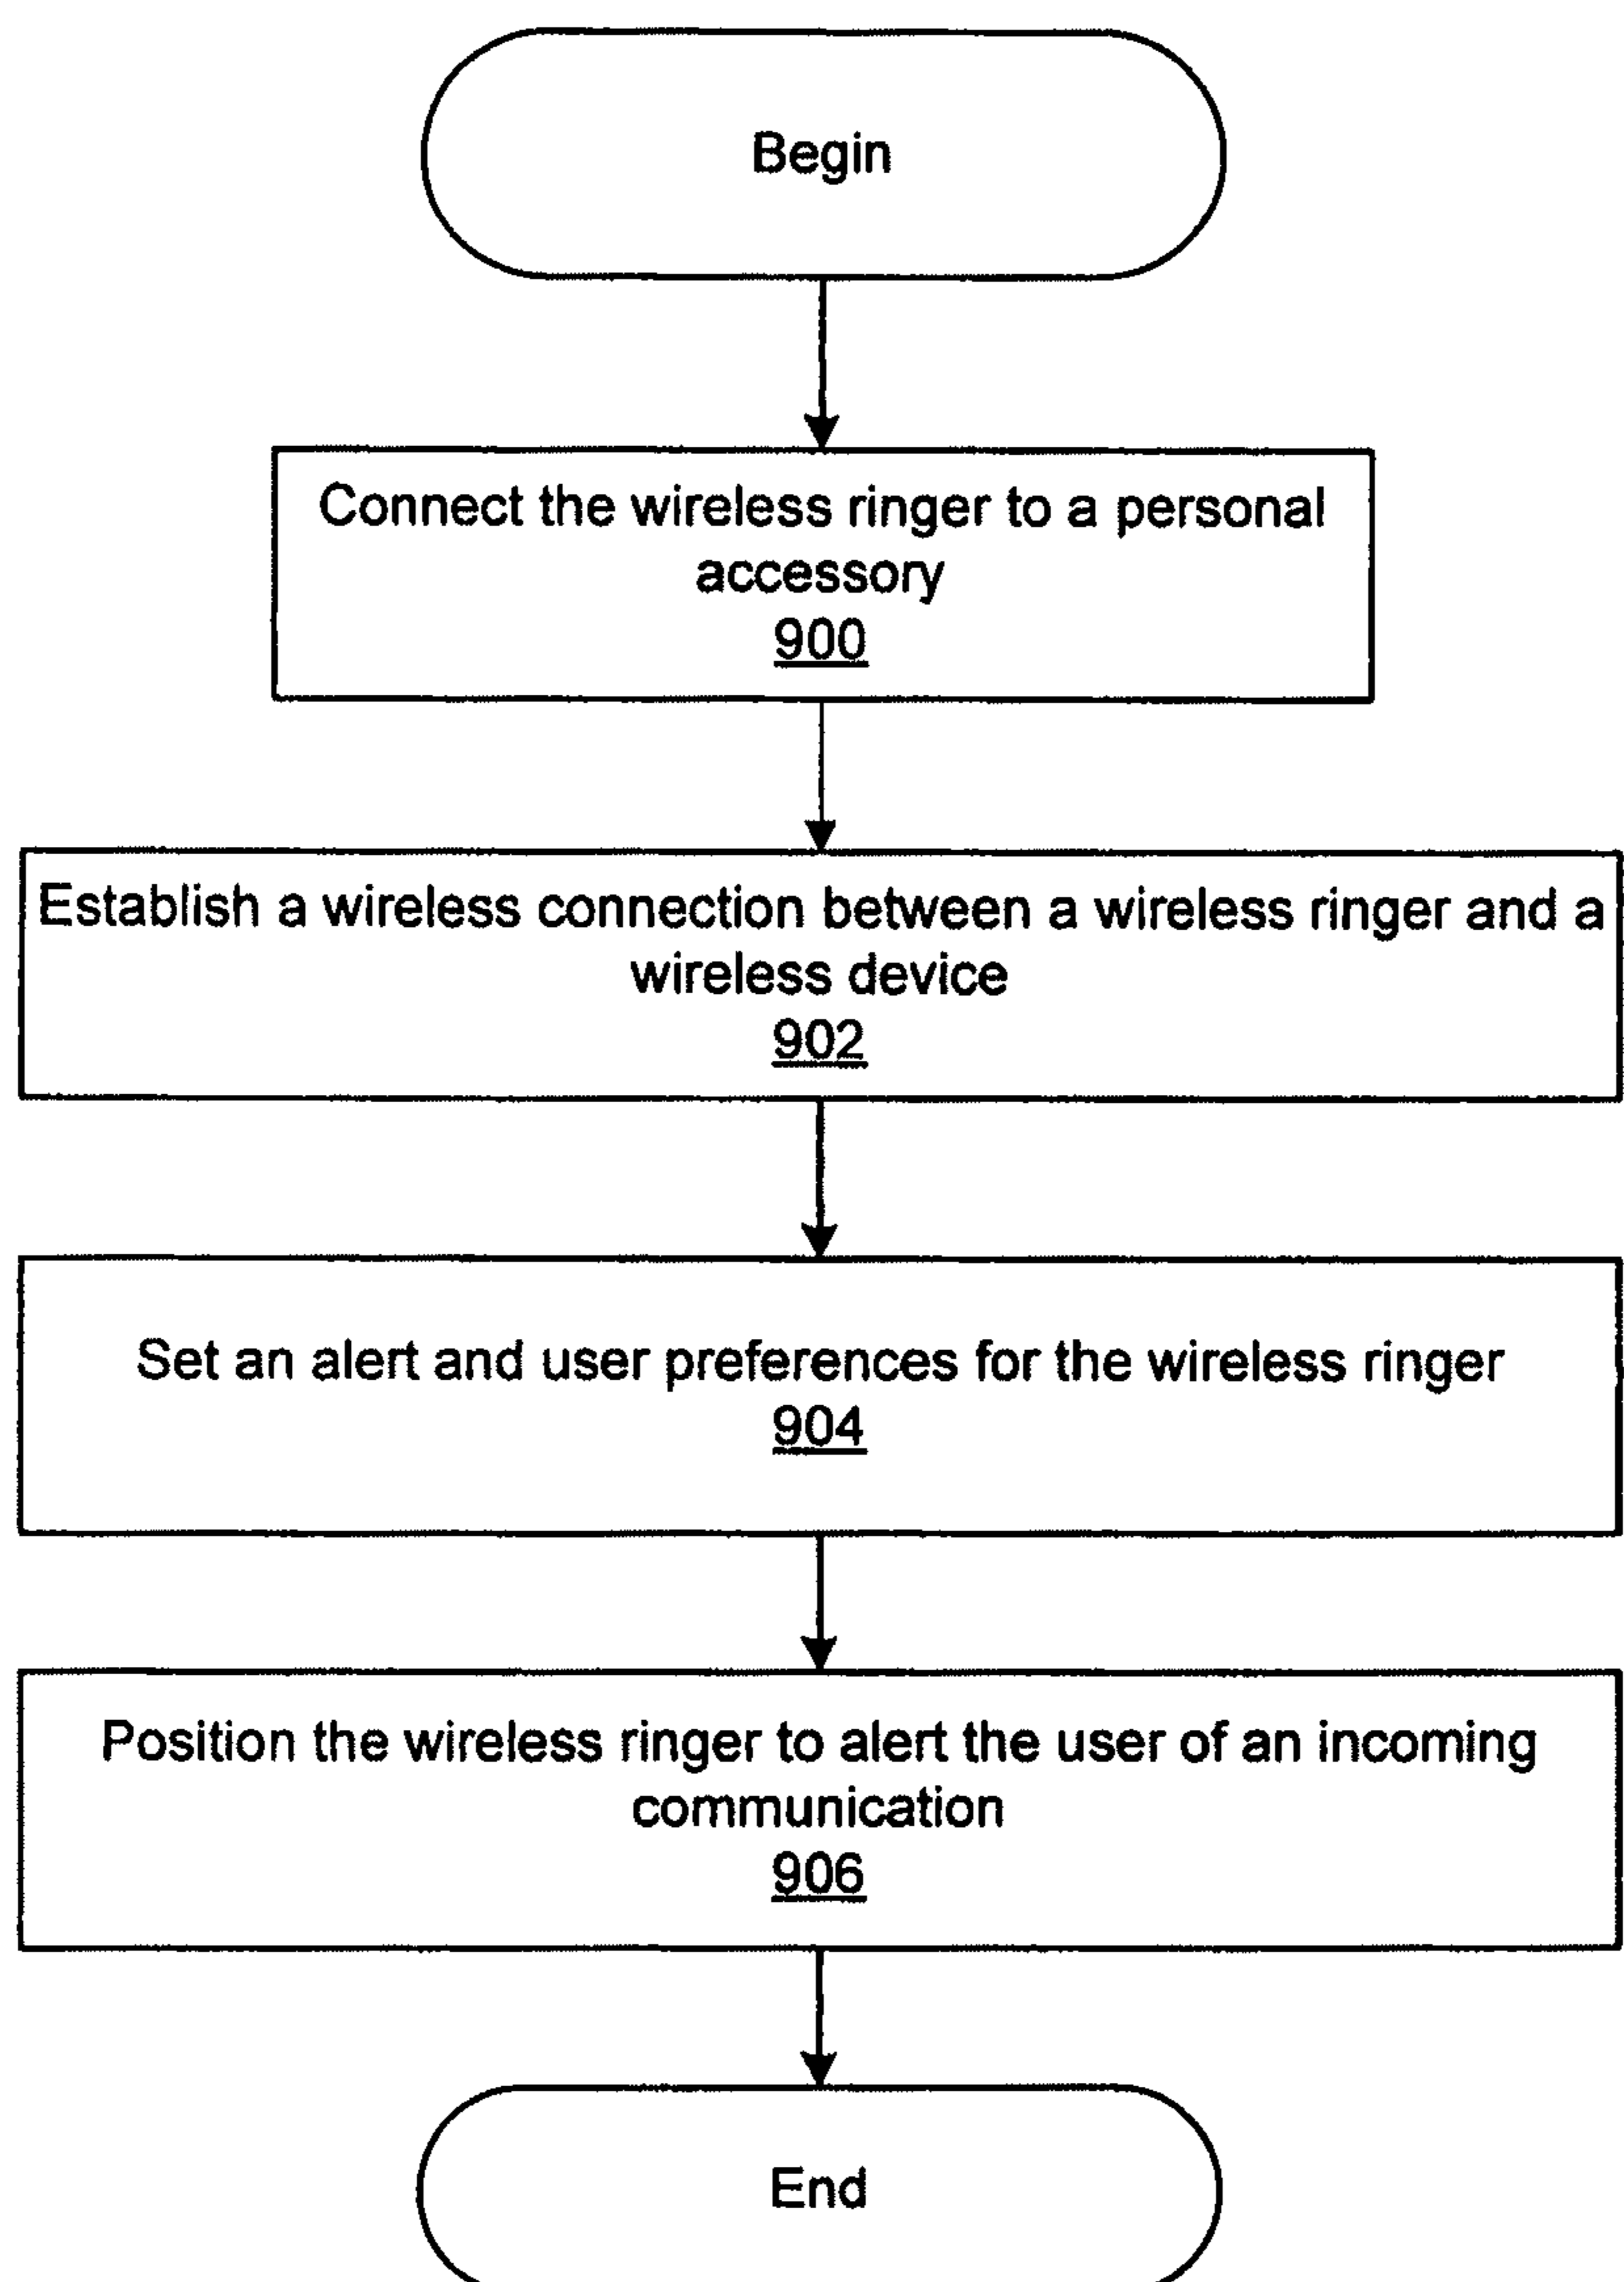 Begin
Connect the wireless ringer to a personal
accessory
900
Establish a wireless connection between a wireless ringer and a
wireless device
902
Set an alert and user preferences for the wireless ringer
904
Position the wireless ringer to alert the user of an incoming
communication
906
End